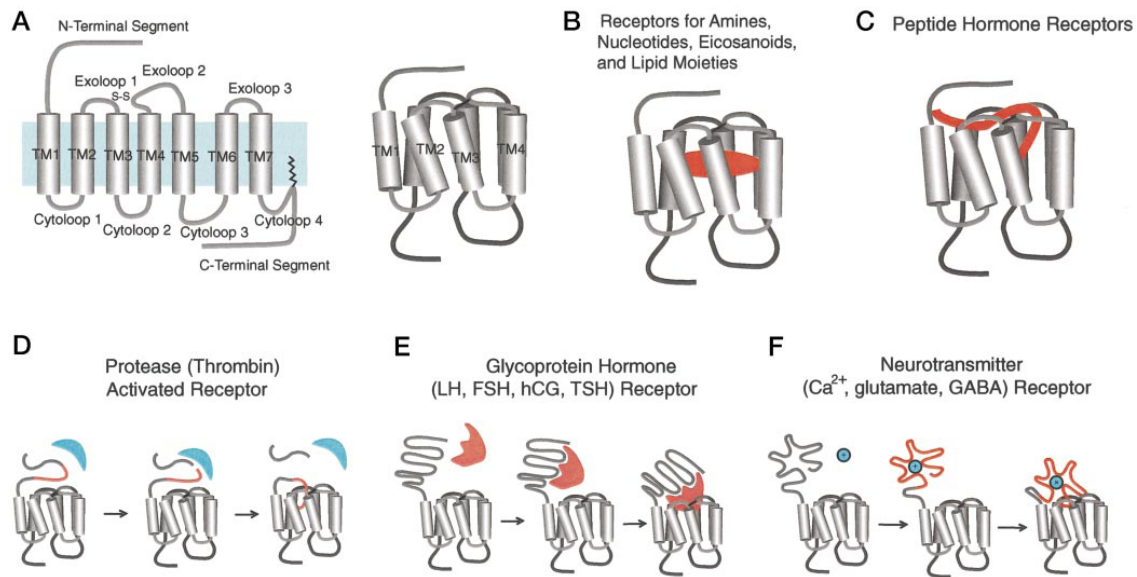 A
N-Terminal Segment
Exoloop 1
S-S
Exoloop 2
Exoloop 3
TM1
TM2
TM3
TM4
TM5
TM6
TM7
Cytoloop 1
Cytoloop 2
Cytoloop 3
Cytoloop 4
C-Terminal Segment
TM1
TM2
TM3
TM4
B
Receptors for Amines,
Nucleotides, Eicosanoids,
and Lipid Moieties
C
Peptide Hormone Receptors
D
Protease (Thrombin)
Activated Receptor
E
Glycoprotein Hormone
(LH, FSH, hCG, TSH) Receptor
F
Neurotransmitter
(Ca²⁺, glutamate, GABA) Receptor
+
+
+